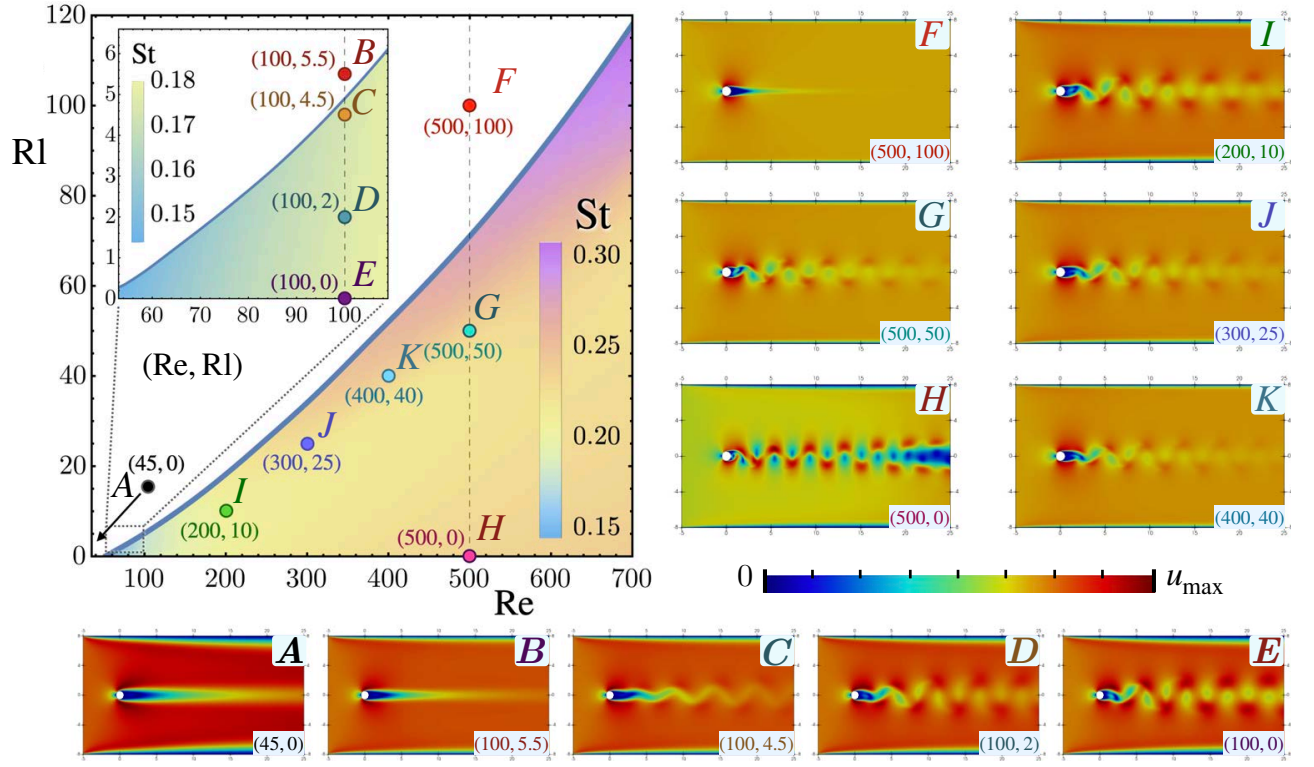 Rl
120
100
80
60
40
20
0
100
200
300
400
500
600
700
Re
6
5
4
3
2
1
0
60
70
80
90
100
St
0.18
0.17
0.16
0.15
B
(100, 5.5)
(100, 4.5)
C
(100, 2)
D
E
(100, 0)
(Re, Rl)
F
(500, 100)
St
0.30
0.25
0.20
0.15
G
(500, 50)
K
(400, 40)
J
(300, 25)
(45, 0)
A
I
(200, 10)
(500, 0)
H
F
(500, 100)
I
(200, 10)
G
(500, 50)
J
(300, 25)
H
(500, 0)
K
(400, 40)
0
u_max
A
(45, 0)
B
(100, 5.5)
C
(100, 4.5)
D
(100, 2)
E
(100, 0)